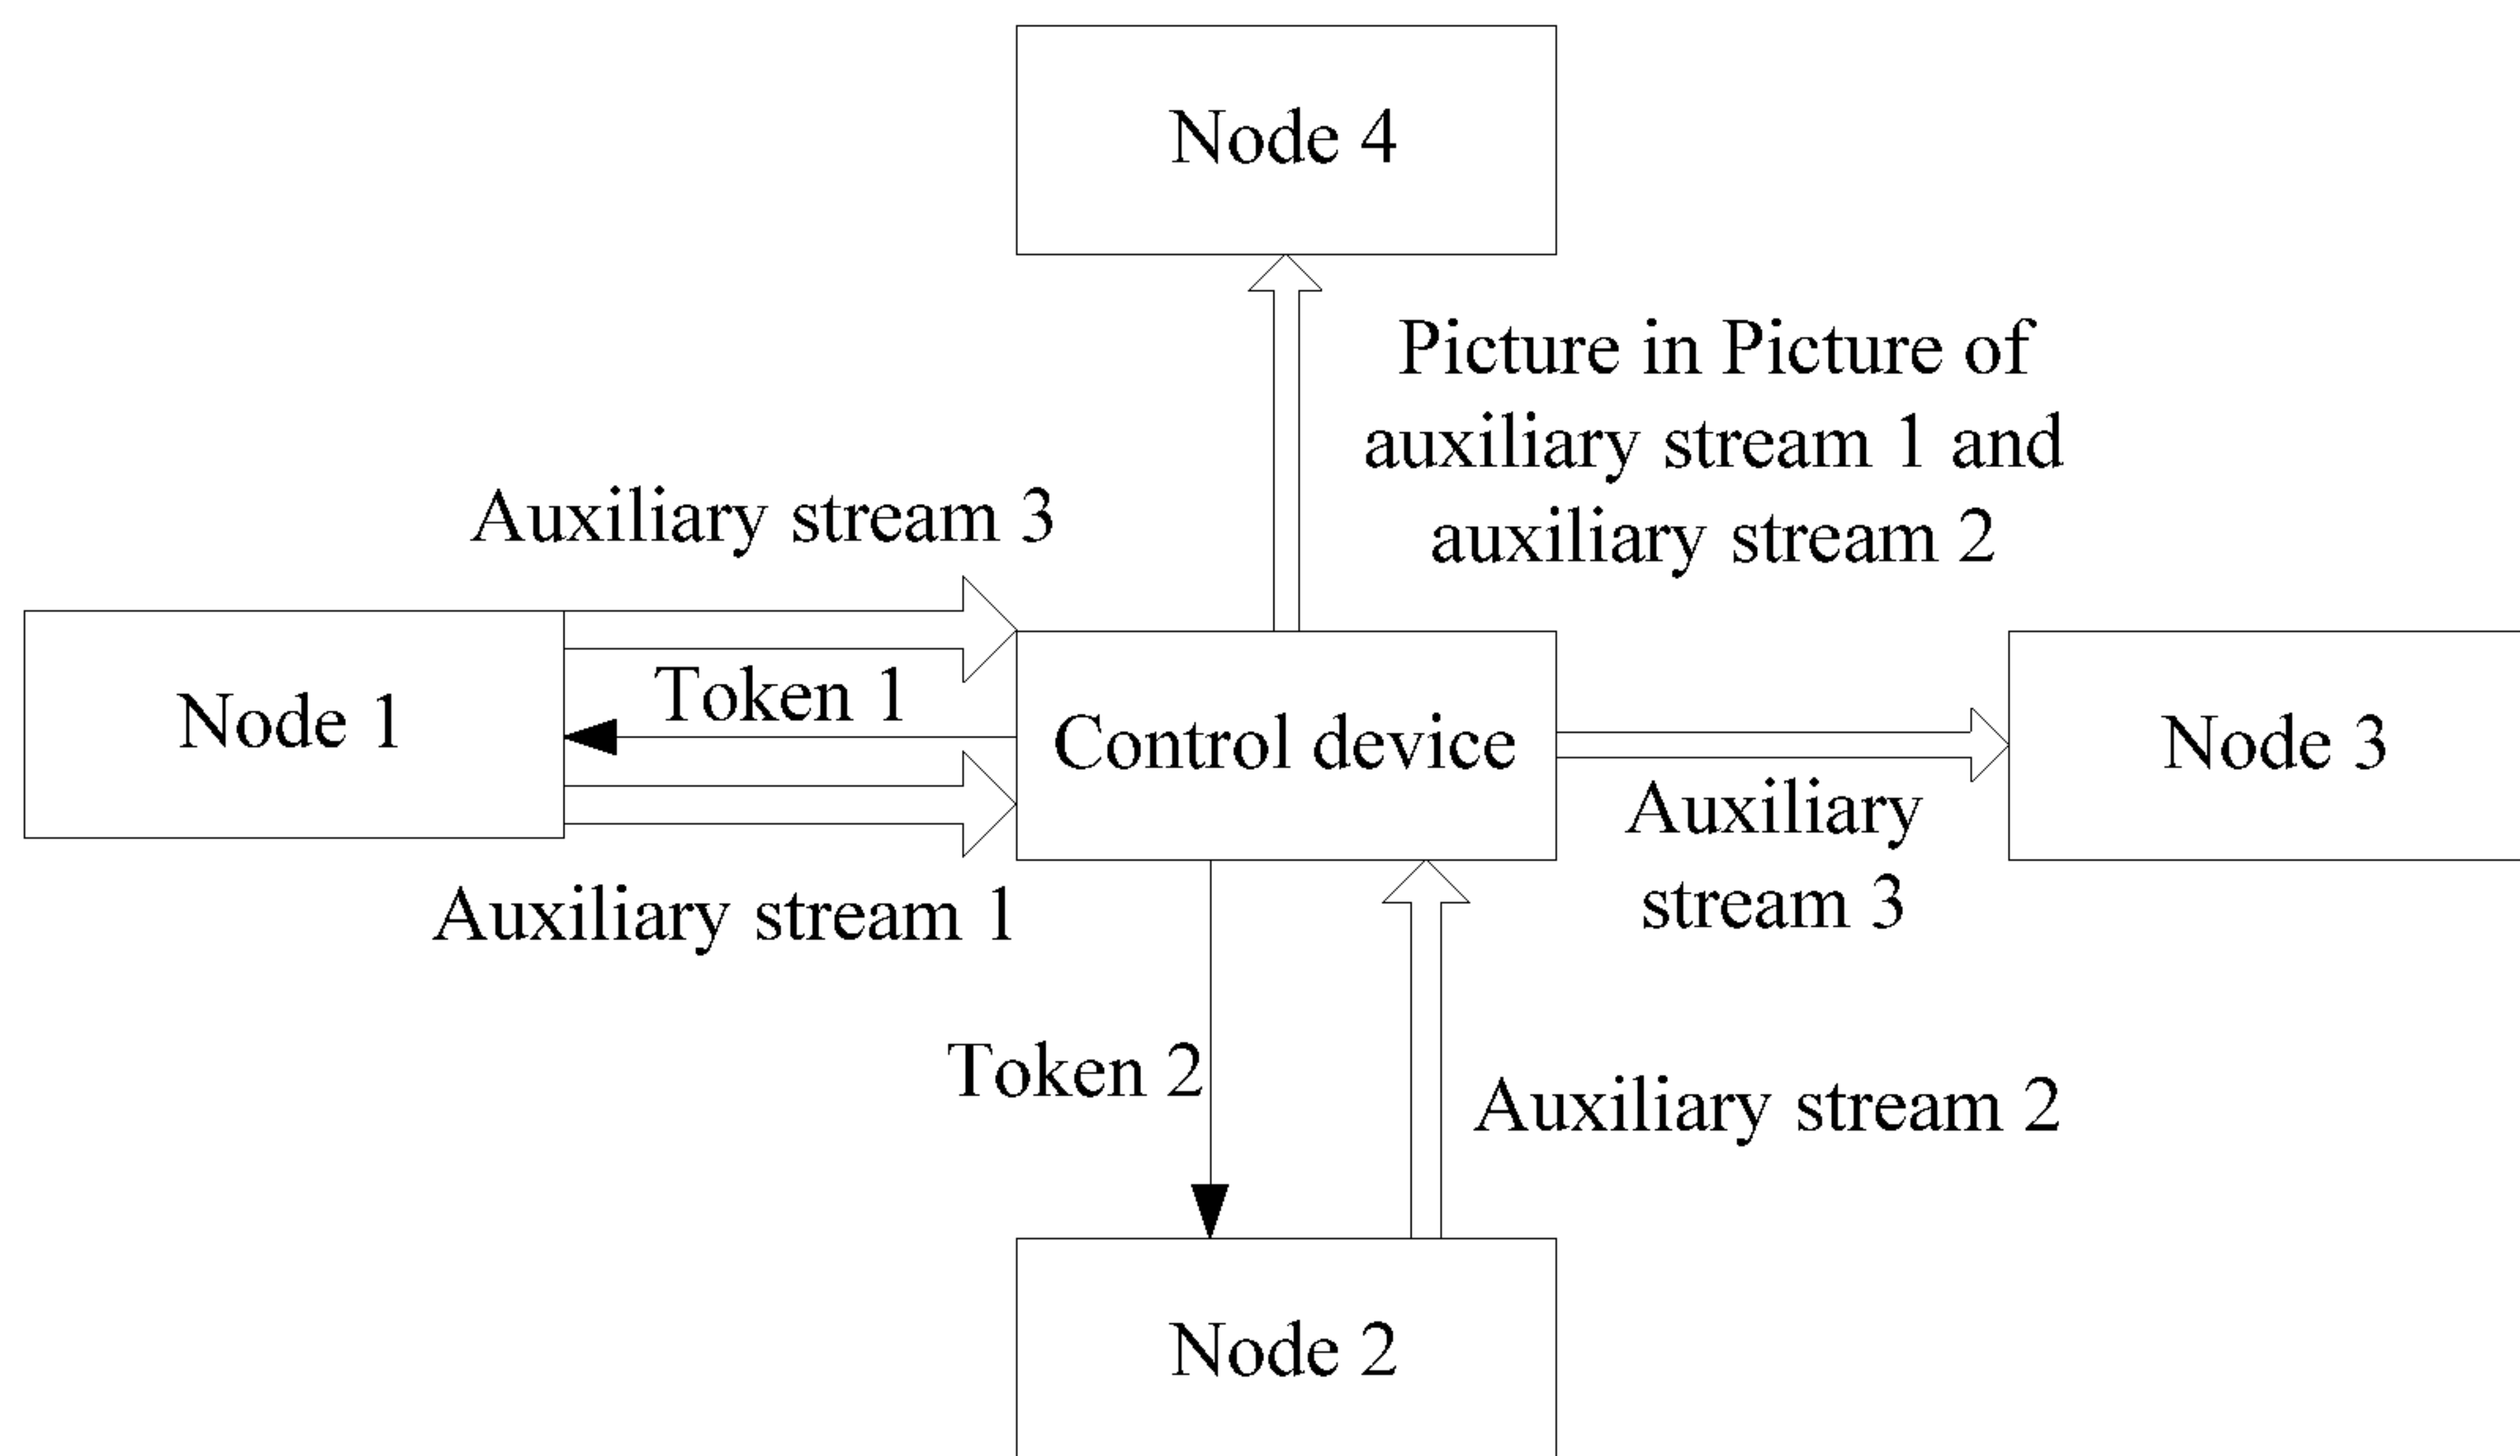 Node 4
Picture in Picture of
auxiliary stream 1 and
auxiliary stream 2
Auxiliary stream 3
Node 1
Token 1
Control device
Node 3
Auxiliary
stream 3
Auxiliary stream 1
Token 2
Auxiliary stream 2
Node 2